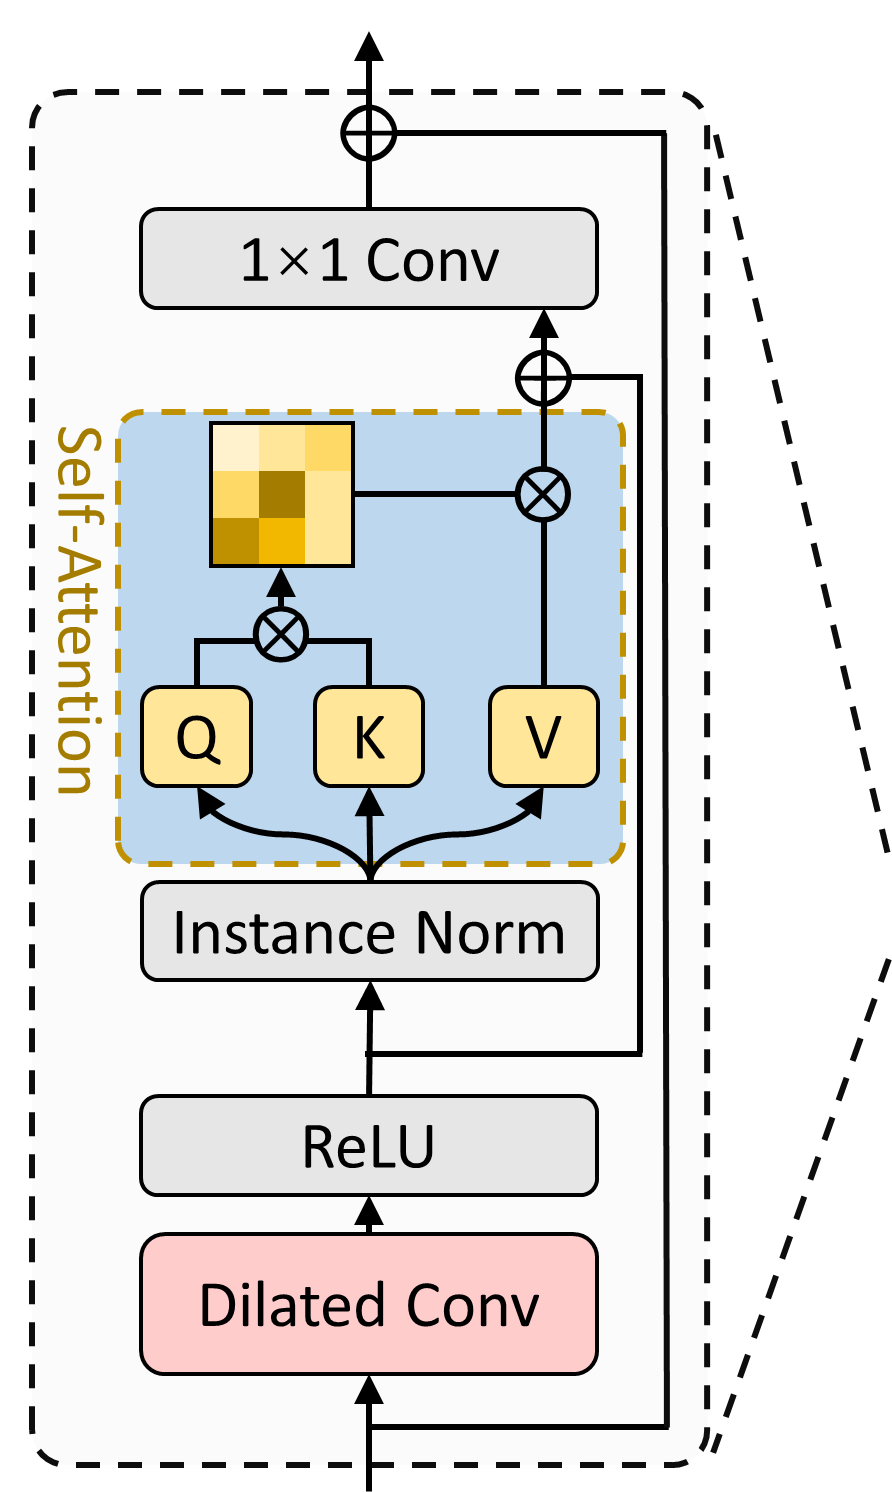 1×1 Conv
Self-Attention
Q
K
V
Instance Norm
ReLU
Dilated Conv